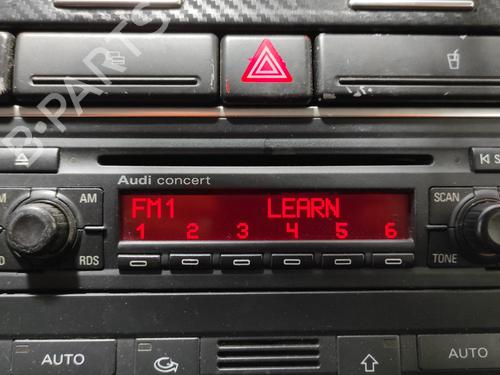 B-PARTS
Audi concert
S
AM
FM1 LEARN
1 2 3 4 5 6
SCAN
RDS
TONE
AUTO
AUTO